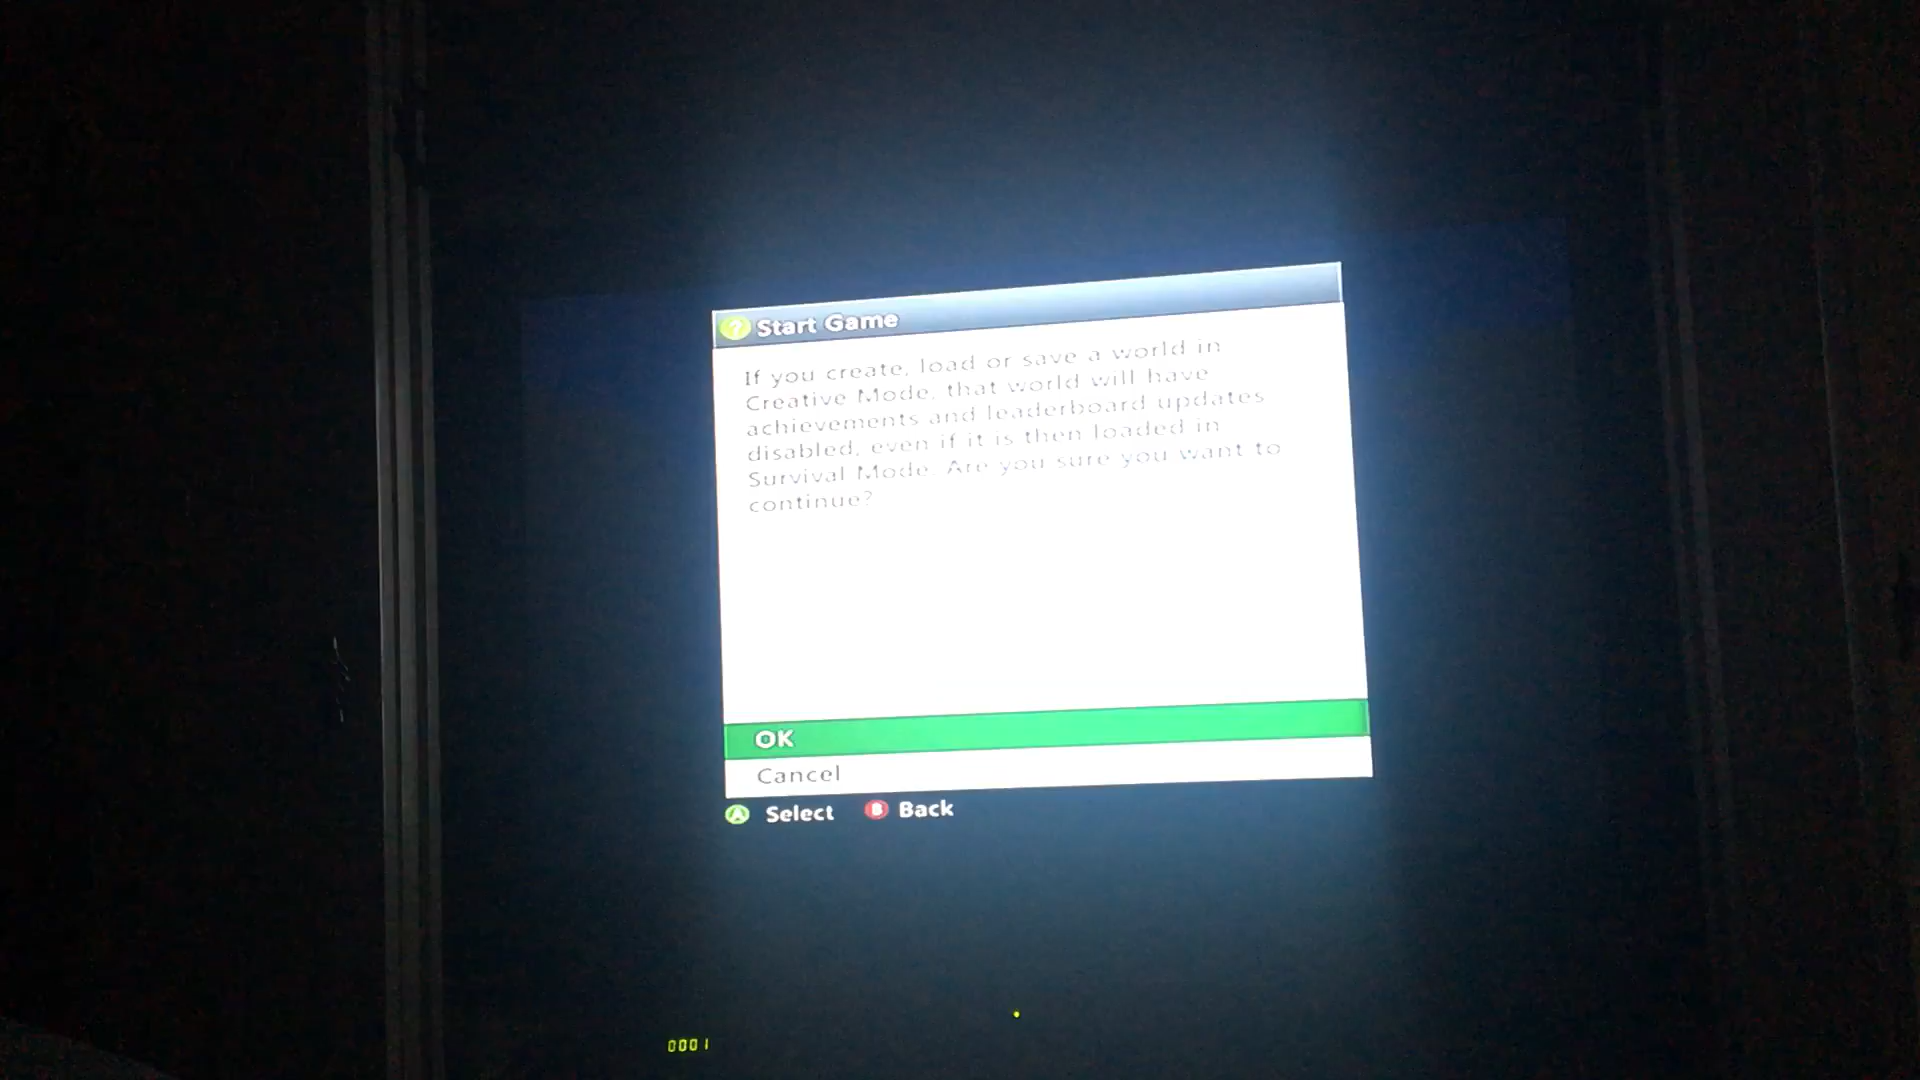 ? Start Game
If you create, load or save a world in
Creative Mode, that world will have
achievements and leaderboard updates
disabled, even if it is then loaded in
Survival Mode. Are you sure you want to
continue?
OK
Cancel
A Select B Back
0001